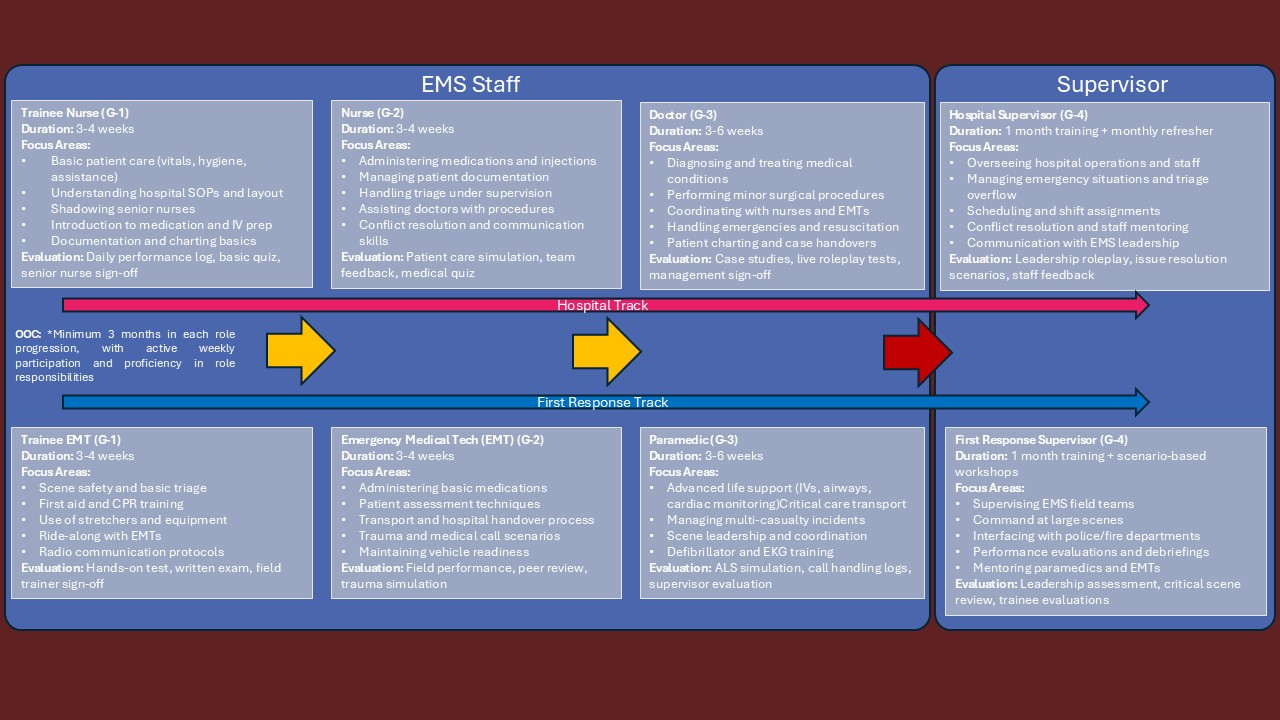 EMS Staff
Trainee Nurse (G-1)
Duration: 3-4 weeks
Focus Areas:
• Basic patient care (vitals, hygiene,
assistance)
• Understanding hospital SOPs and layout
• Shadowing senior nurses
• Introduction to medication and IV prep
• Documentation and charting basics
Evaluation: Daily performance log, basic quiz,
senior nurse sign-off
Nurse (G-2)
Duration: 3-4 weeks
Focus Areas:
• Administering medications and injections
• Managing patient documentation
• Handling triage under supervision
• Assisting doctors with procedures
• Conflict resolution and communication
skills
Evaluation: Patient care simulation, team
feedback, medical quiz
Doctor (G-3)
Duration: 3-6 weeks
Focus Areas:
• Diagnosing and treating medical
conditions
• Performing minor surgical procedures
• Coordinating with nurses and EMTs
• Handling emergencies and resuscitation
• Patient charting and case handovers
Evaluation: Case studies, live roleplay tests,
management sign-off
Supervisor
Hospital Supervisor (G-4)
Duration: 1 month training + monthly refresher
Focus Areas:
• Overseeing hospital operations and staff
• Managing emergency situations and triage
overflow
• Scheduling and shift assignments
• Conflict resolution and staff mentoring
• Communication with EMS leadership
Evaluation: Leadership roleplay, issue resolution
scenarios, staff feedback
Hospital Track
OOC: *Minimum 3 months in each role
progression, with active weekly
participation and proficiency in role
responsibilities
First Response Track
Trainee EMT (G-1)
Duration: 3-4 weeks
Focus Areas:
• Scene safety and basic triage
• First aid and CPR training
• Use of stretchers and equipment
• Ride-along with EMTs
• Radio communication protocols
Evaluation: Hands-on test, written exam, field
trainer sign-off
Emergency Medical Tech (EMT) (G-2)
Duration: 3-4 weeks
Focus Areas:
• Administering basic medications
• Patient assessment techniques
• Transport and hospital handover process
• Trauma and medical call scenarios
• Maintaining vehicle readiness
Evaluation: Field performance, peer review,
trauma simulation
Paramedic (G-3)
Duration: 3-6 weeks
Focus Areas:
• Advanced life support (IVs, airways,
cardiac monitoring)Critical care transport
• Managing multi-casualty incidents
• Scene leadership and coordination
• Defibrillator and EKG training
Evaluation: ALS simulation, call handling logs,
supervisor evaluation
First Response Supervisor (G-4)
Duration: 1 month training + scenario-based
workshops
Focus Areas:
• Supervising EMS field teams
• Command at large scenes
• Interfacing with police/fire departments
• Performance evaluations and debriefings
• Mentoring paramedics and EMTs
Evaluation: Leadership assessment, critical scene
review, trainee evaluations